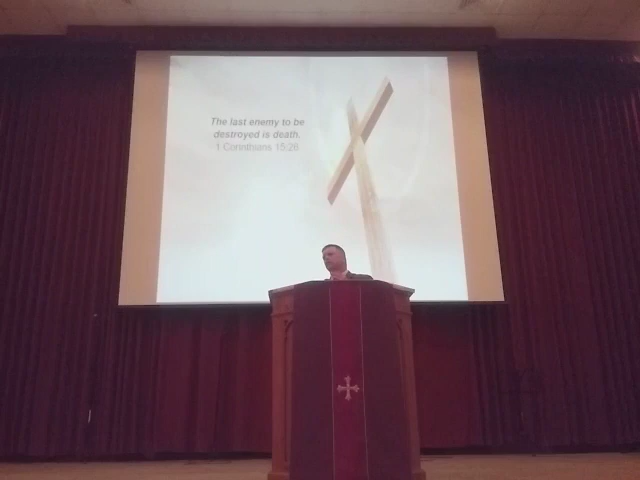 The last enemy to be
destroyed is death.
1 Corinthians 15:26